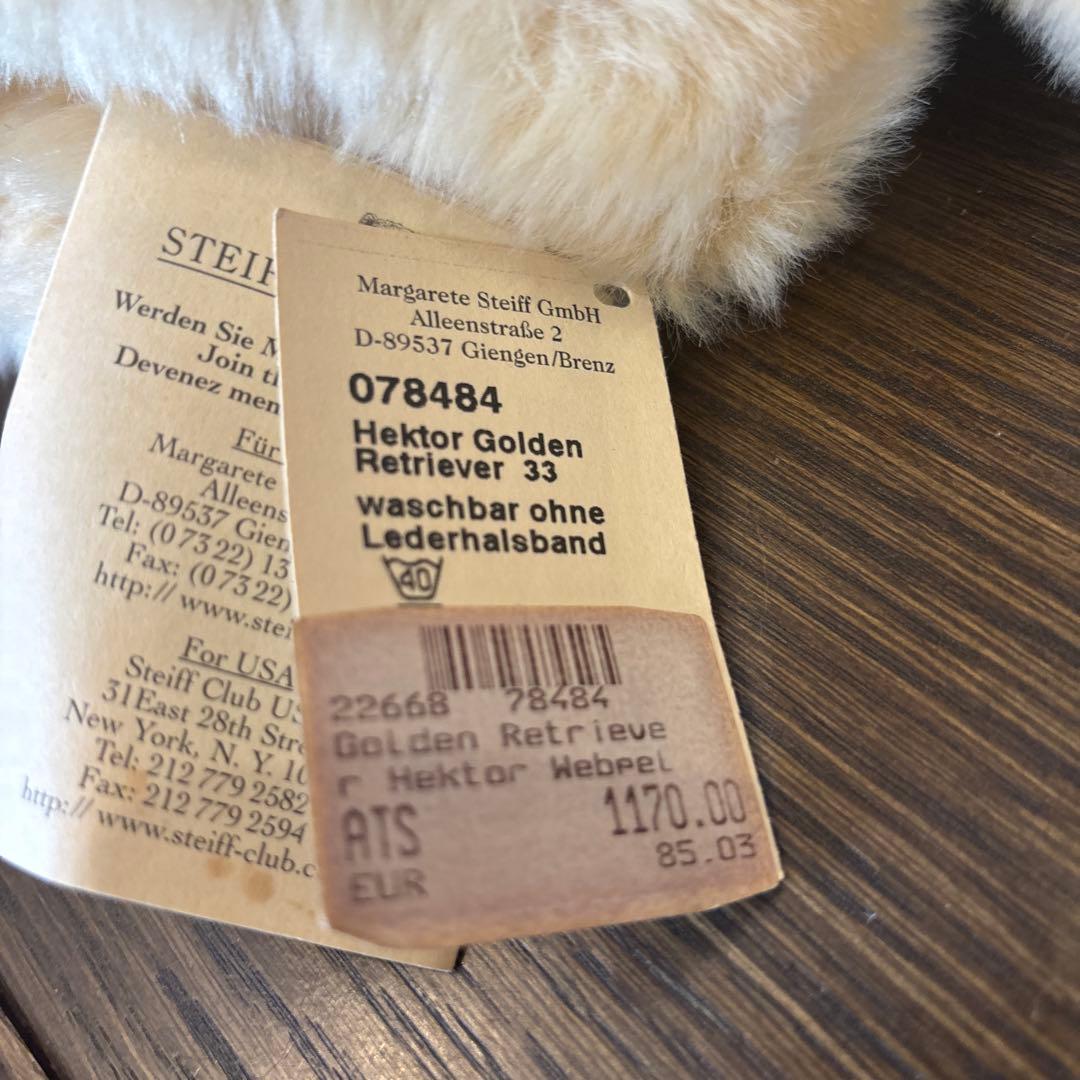 STEIF
Werden Sie M
Join th
Devenez mem
Für
Margarete
Alleens
D-89537 Gien
Tel: (0 73 22) 13
Fax: (0 73 22)
http:// www.stei
For USA
Steiff Club US
31East 28th Stre
New York, N. Y. 10
Tel: 212 779 2582
Fax: 212 779 2594
http:// www.steiff-club.c
Margarete Steiff GmbH
Alleenstraße 2
D-89537 Giengen/Brenz
078484
Hektor Golden
Retriever 33
waschbar ohne
Lederhalsband
40
22668 78484
Golden Retrieve
r Hektor Webpel
ATS 1170.00
EUR 85.03